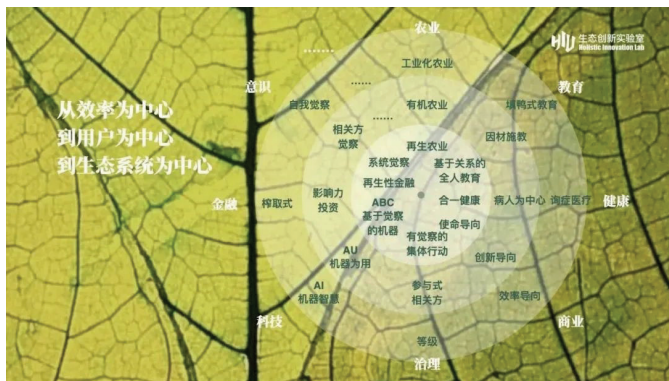 农业
生态创新实验室
Holistic Innovation Lab
.......
工业化农业
意识
......
教育
从效率为中心
自我觉察
有机农业
填鸭式教育
到用户为中心
相关方
觉察
......
因材施教
到生态系统为中心
再生农业
系统觉察
基于关系的
全人教育
再生性金融
金融
榨取式
影响力
投资
ABC
基于觉察
的机器
合一健康
病人为中心
询症医疗
健康
使命导向
有觉察的
集体行动
AU
机器为用
创新导向
AI
机器智慧
参与式
相关方
效率导向
科技
商业
等级
治理